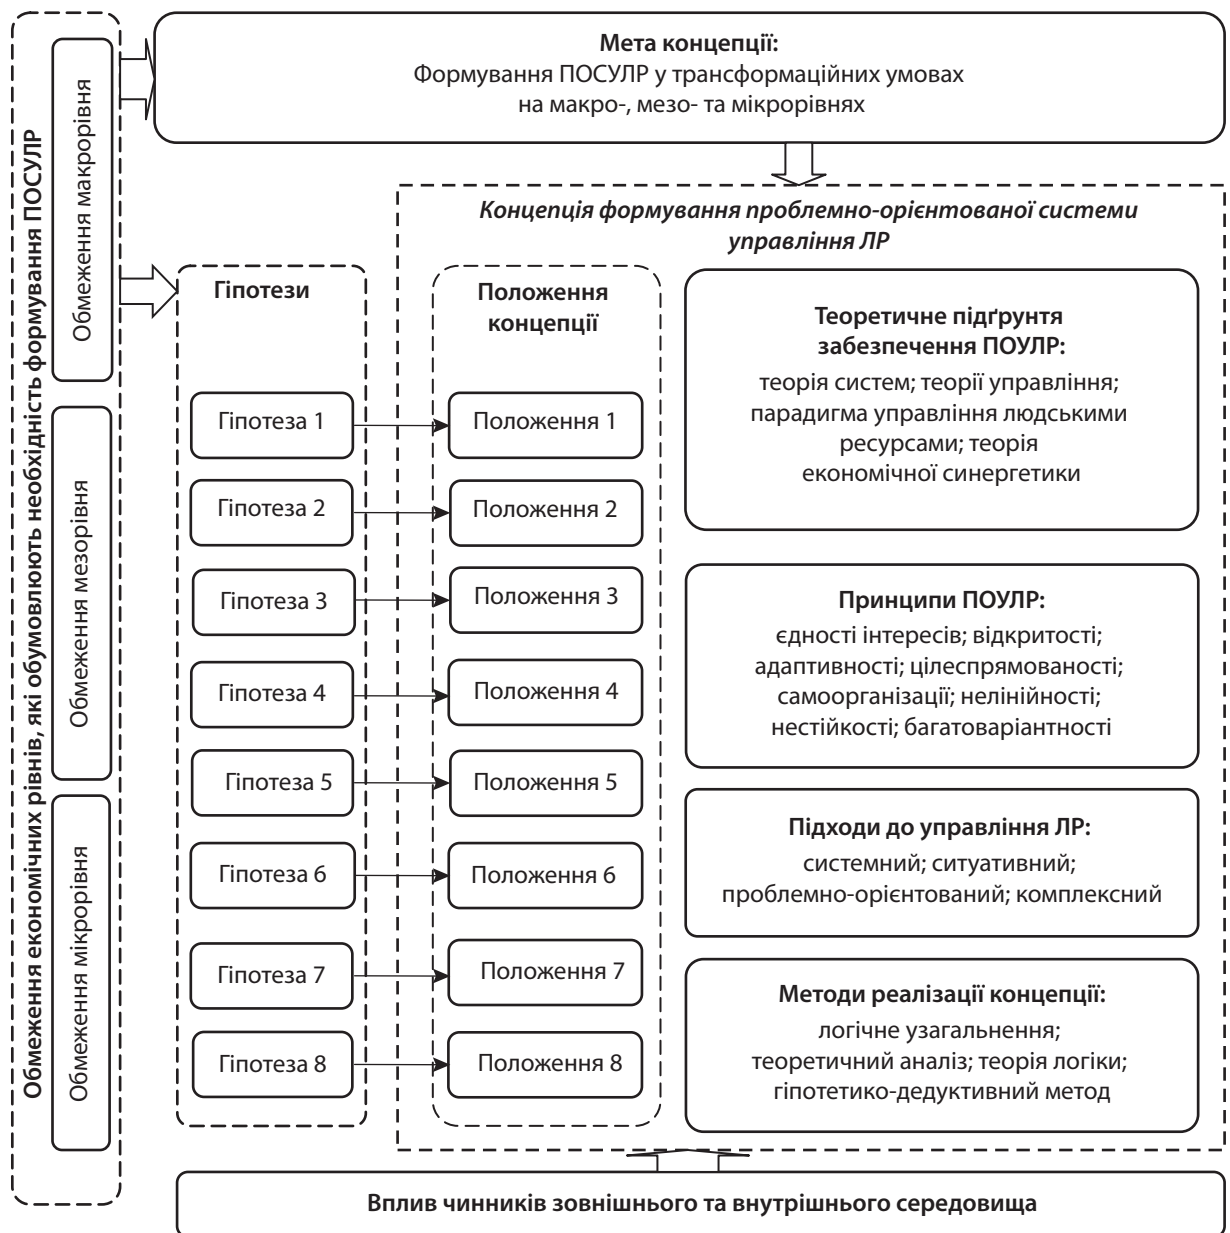 Обмеження економічних рівнів, які обумовлюють необхідність формування ПОСУЛР
Обмеження макрорівня
Обмеження мезорівня
Обмеження мікрорівня
Мета концепції:
Формування ПОСУЛР у трансформаційних умовах
на макро-, мезо- та мікрорівнях
Концепція формування проблемно-орієнтованої системи
управління ЛР
Гіпотези
Гіпотеза 1
Гіпотеза 2
Гіпотеза 3
Гіпотеза 4
Гіпотеза 5
Гіпотеза 6
Гіпотеза 7
Гіпотеза 8
Положення
концепції
Положення 1
Положення 2
Положення 3
Положення 4
Положення 5
Положення 6
Положення 7
Положення 8
Теоретичне підґрунтя
забезпечення ПОУЛР:
теорія систем; теорії управління;
парадигма управління людськими
ресурсами; теорія
економічної синергетики
Принципи ПОУЛР:
єдності інтересів; відкритості;
адаптивності; цілеспрямованості;
самоорганізації; нелінійності;
нестійкості; багатоваріантності
Підходи до управління ЛР:
системний; ситуативний;
проблемно-орієнтований; комплексний
Методи реалізації концепції:
логічне узагальнення;
теоретичний аналіз; теорія логіки;
гіпотетико-дедуктивний метод
Вплив чинників зовнішнього та внутрішнього середовища